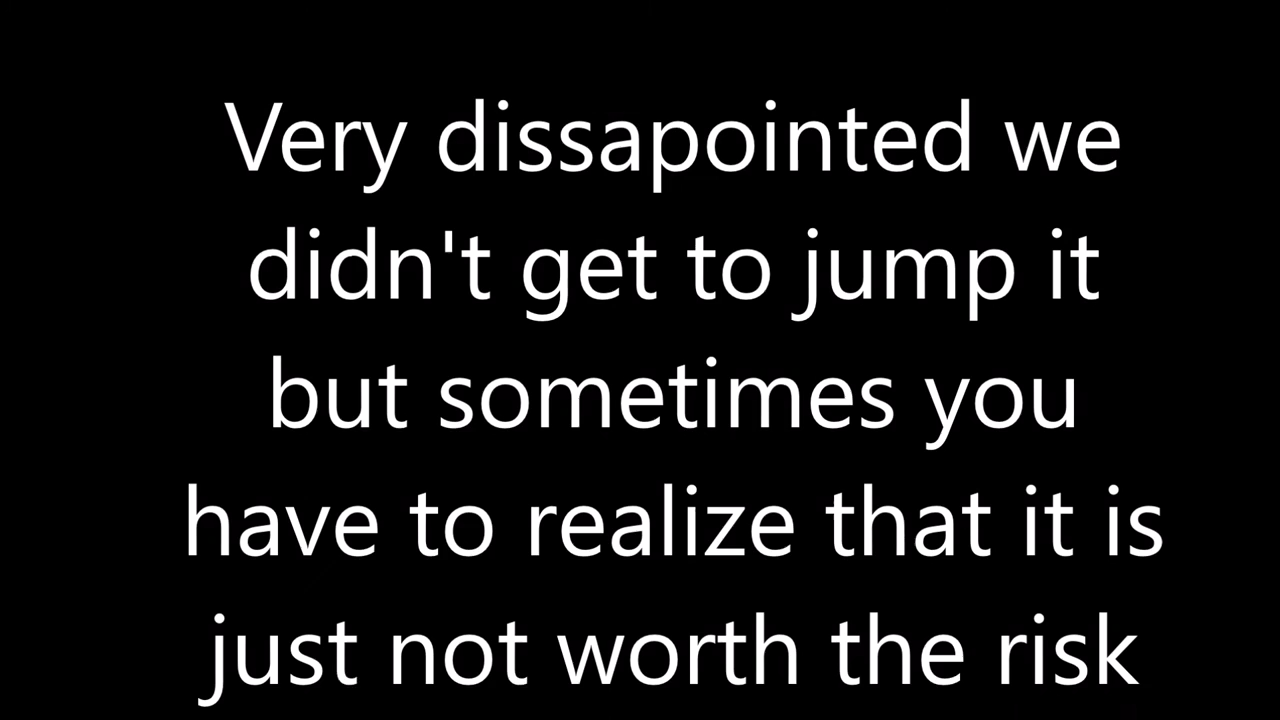 Very dissapointed we
didn't get to jump it
but sometimes you
have to realize that it is
just not worth the risk